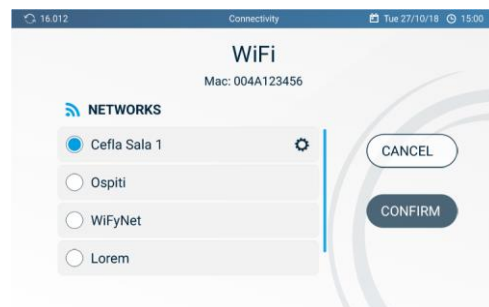 16.012 Connectivity Tue 27/10/18 15:00
WiFi
Mac: 004A123456
NETWORKS
Cefla Sala 1
Ospiti
WiFyNet
Lorem
CANCEL
CONFIRM